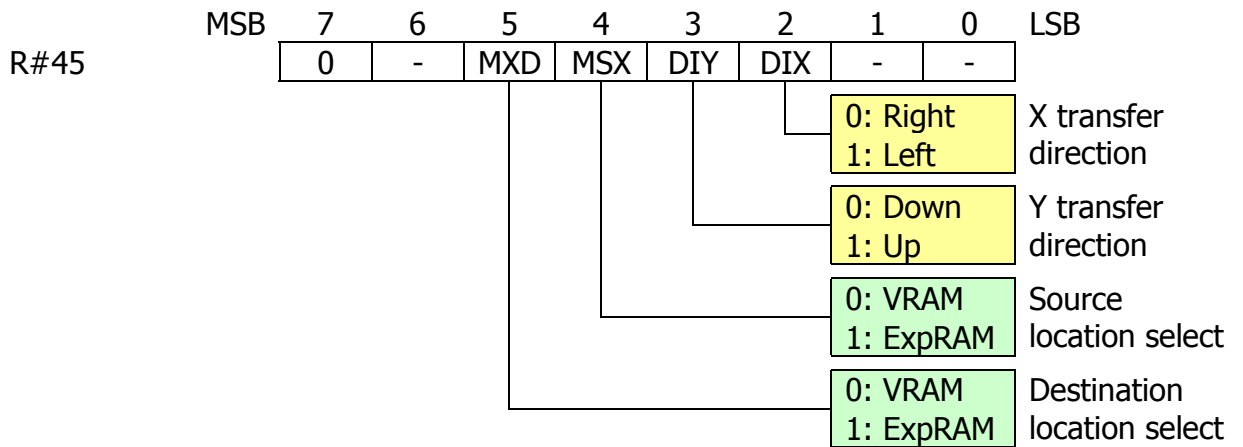 MSB 7 6 5 4 3 2 1 0 LSB
R#45 0 - MXD MSX DIY DIX - -
0: Right X transfer
1: Left direction
0: Down Y transfer
1: Up direction
0: VRAM Source
1: ExpRAM location select
0: VRAM Destination
1: ExpRAM location select